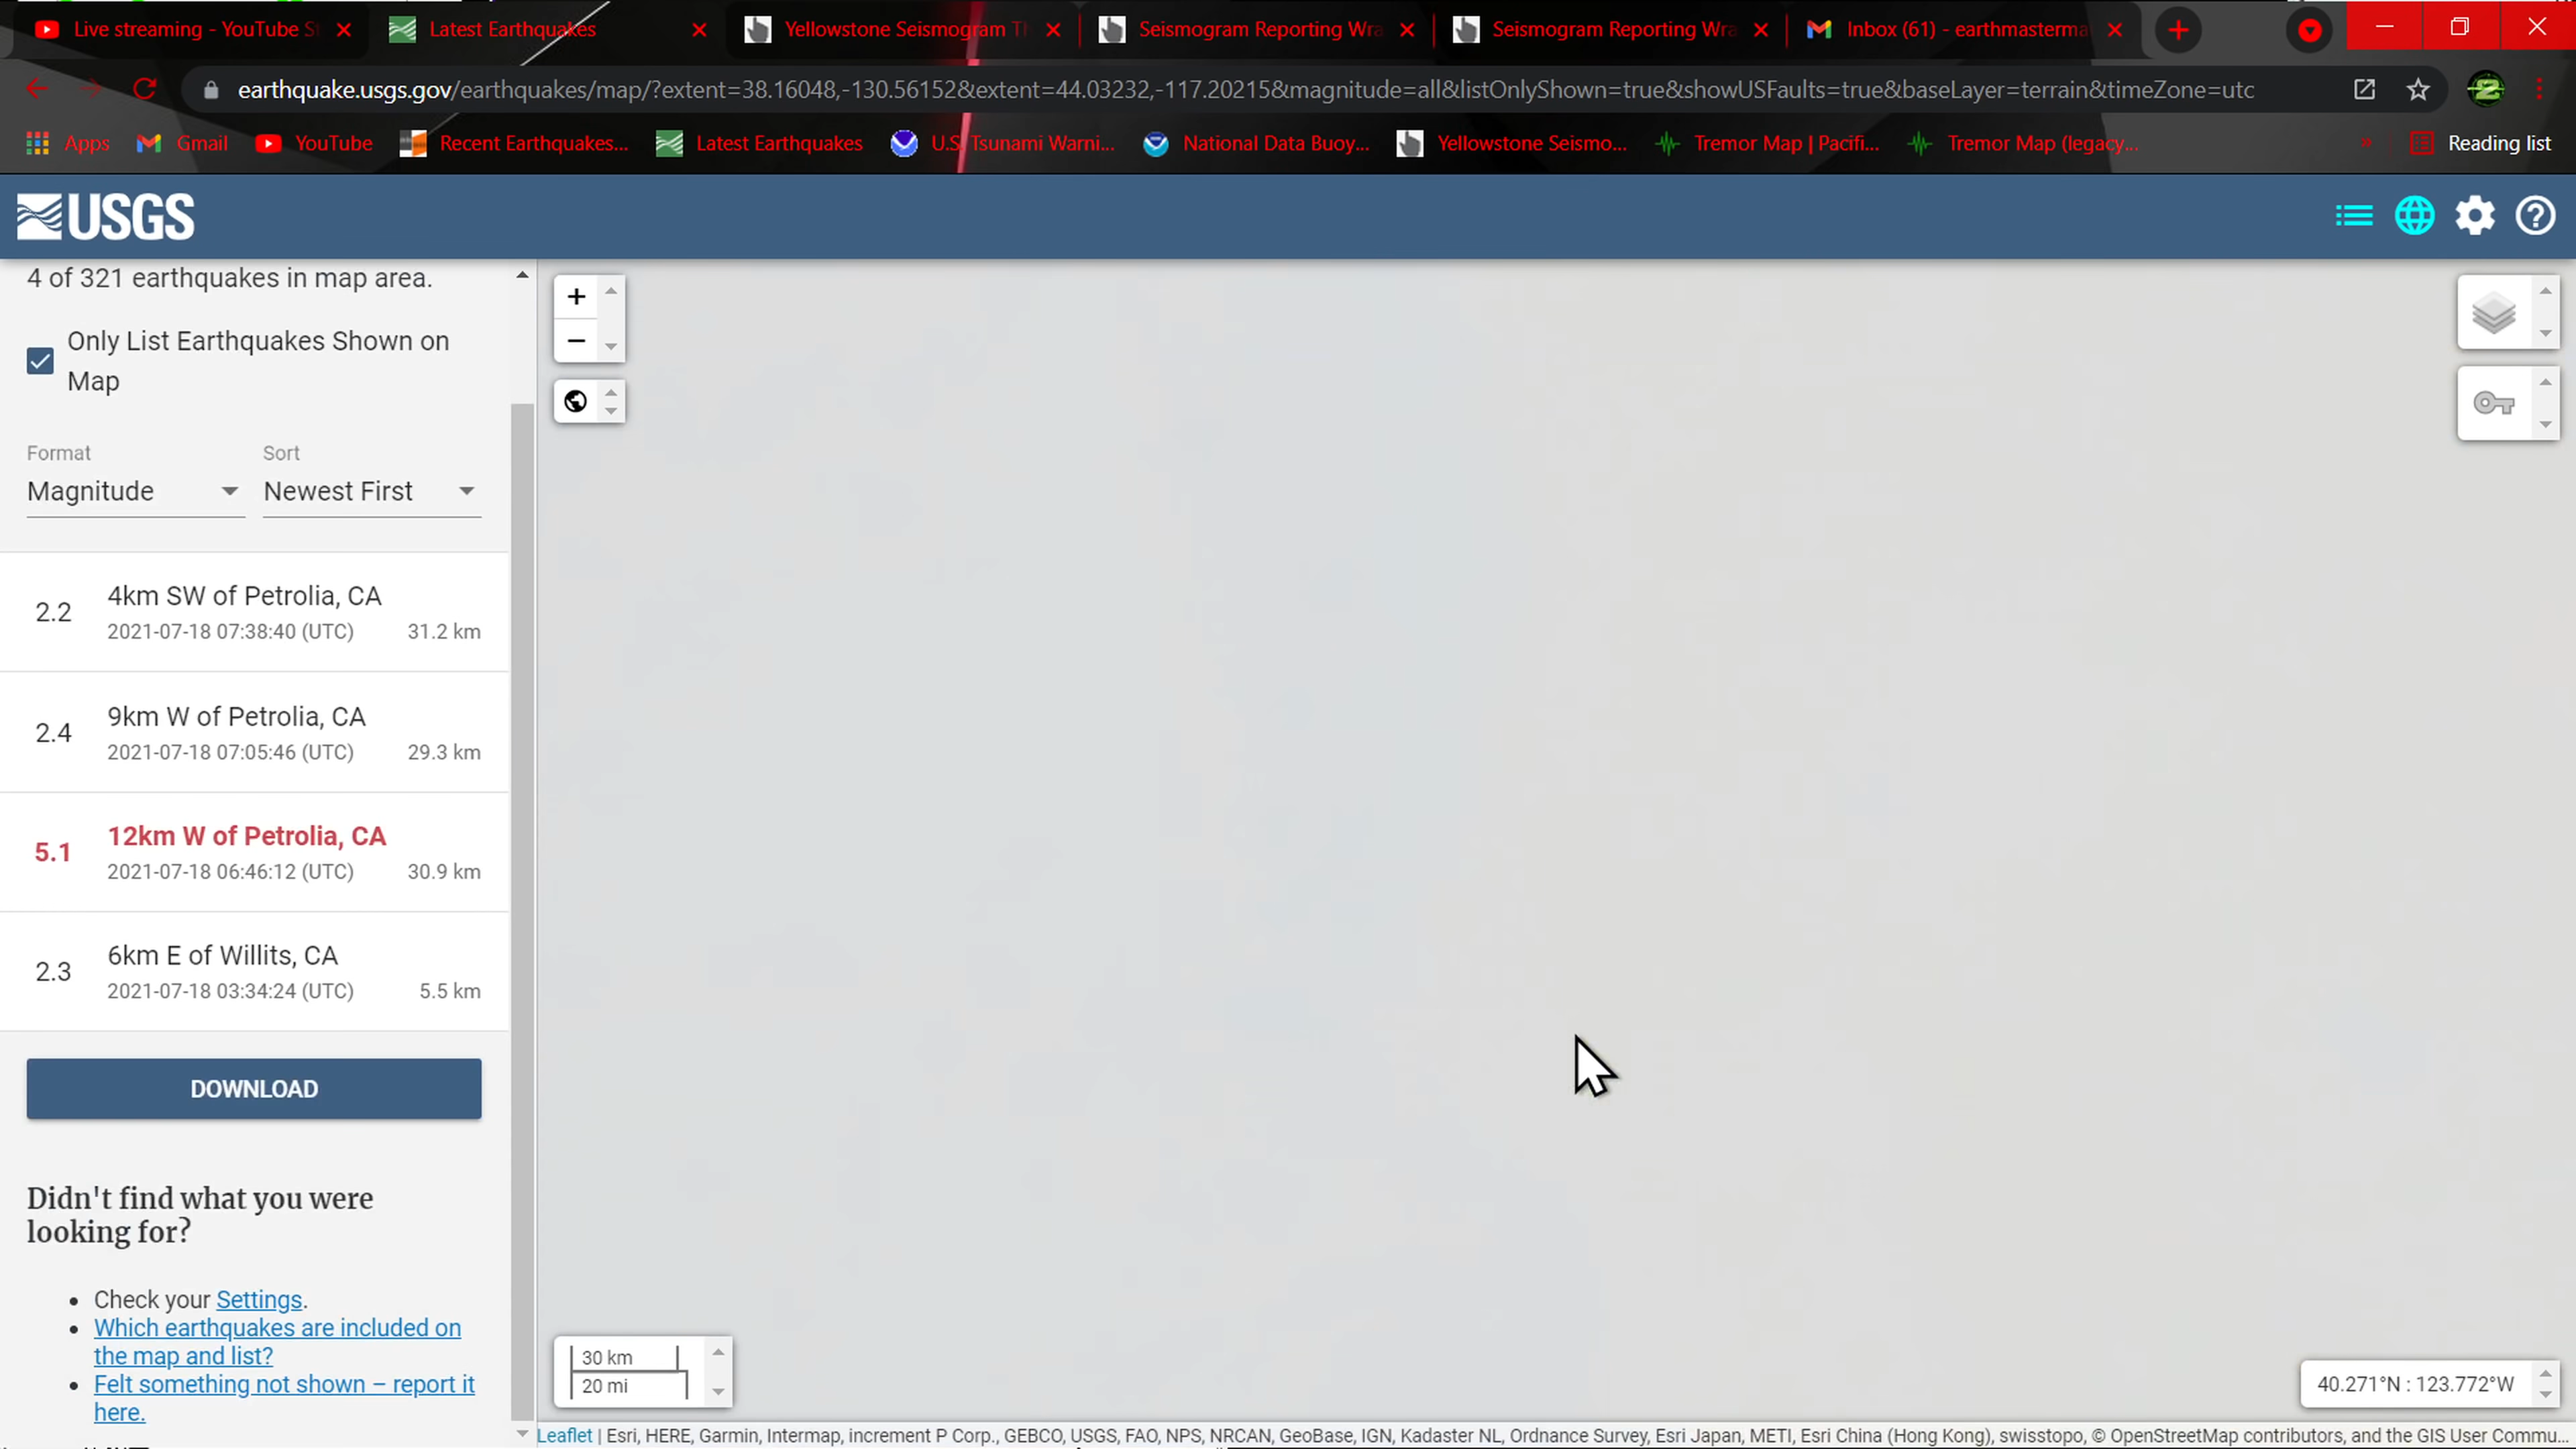 Live streaming - YouTube S
Latest Earthquakes
Yellowstone Seismogram T
Seismogram Reporting Wra
Seismogram Reporting Wra
Inbox (61) - earthmasterma
earthquake.usgs.gov/earthquakes/map/?extent=38.16048,-130.56152&extent=44.03232,-117.20215&magnitude=all&listOnlyShown=true&showUSFaults=true&baseLayer=terrain&timeZone=utc
Apps
Gmail
YouTube
Recent Earthquakes...
Latest Earthquakes
U.S. Tsunami Warni...
National Data Buoy...
Yellowstone Seismo...
Tremor Map | Pacifi...
Tremor Map (legacy...
»
Reading list
USGS
4 of 321 earthquakes in map area.
Only List Earthquakes Shown on
Map
Format
Sort
Magnitude
Newest First
2.2
4km SW of Petrolia, CA
2021-07-18 07:38:40 (UTC) 31.2 km
2.4
9km W of Petrolia, CA
2021-07-18 07:05:46 (UTC) 29.3 km
5.1
12km W of Petrolia, CA
2021-07-18 06:46:12 (UTC) 30.9 km
2.3
6km E of Willits, CA
2021-07-18 03:34:24 (UTC) 5.5 km
DOWNLOAD
Didn't find what you were
looking for?
• Check your Settings.
• Which earthquakes are included on
the map and list?
• Felt something not shown – report it
here.
+
−
30 km
20 mi
40.271°N : 123.772°W
Leaflet | Esri, HERE, Garmin, Intermap, increment P Corp., GEBCO, USGS, FAO, NPS, NRCAN, GeoBase, IGN, Kadaster NL, Ordnance Survey, Esri Japan, METI, Esri China (Hong Kong), swisstopo, © OpenStreetMap contributors, and the GIS User Commu...